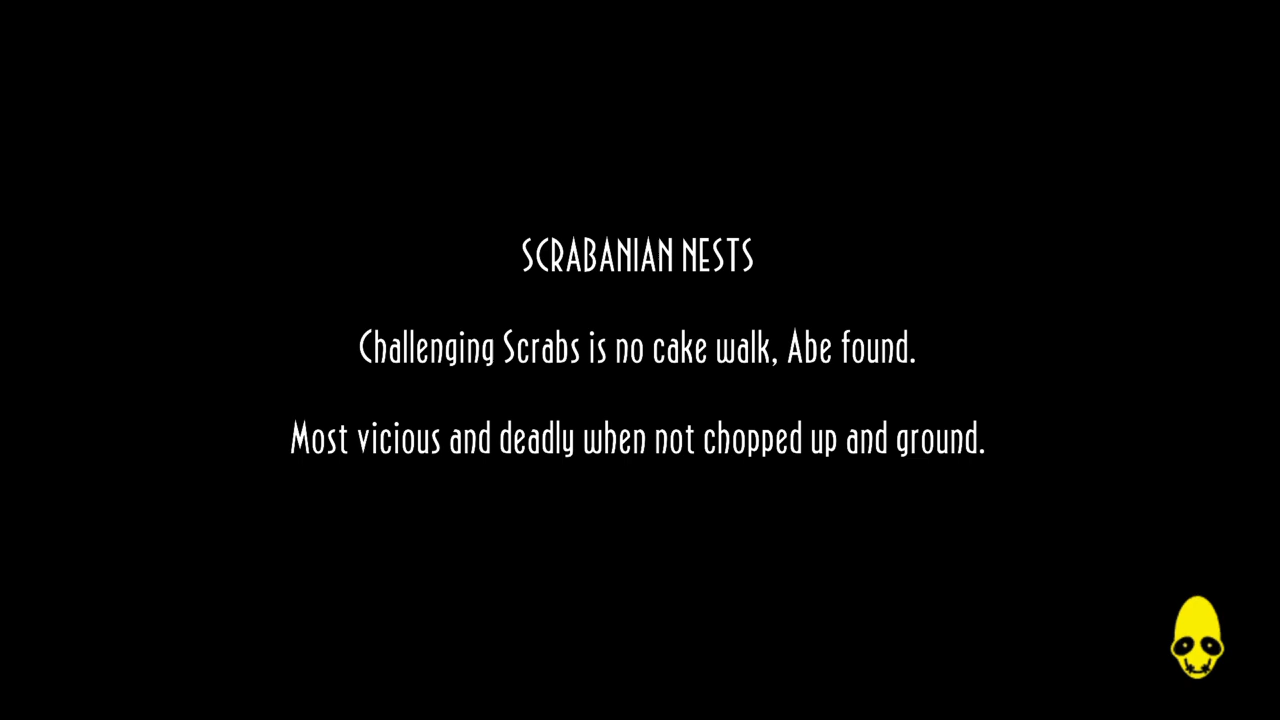 SCRABANIAN NESTS
Challenging Scrabs is no cake walk, Abe found.
Most vicious and deadly when not chopped up and ground.